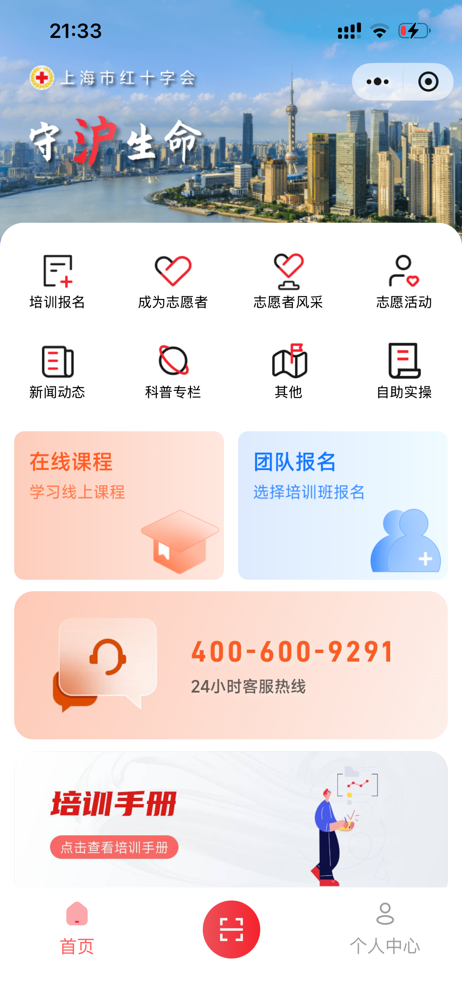 21:33
上海市红十字会
守沪生命
培训报名
成为志愿者
志愿者风采
志愿活动
新闻动态
科普专栏
其他
自助实操
在线课程
学习线上课程
团队报名
选择培训班报名
400-600-9291
24小时客服热线
培训手册
点击查看培训手册
首页
个人中心